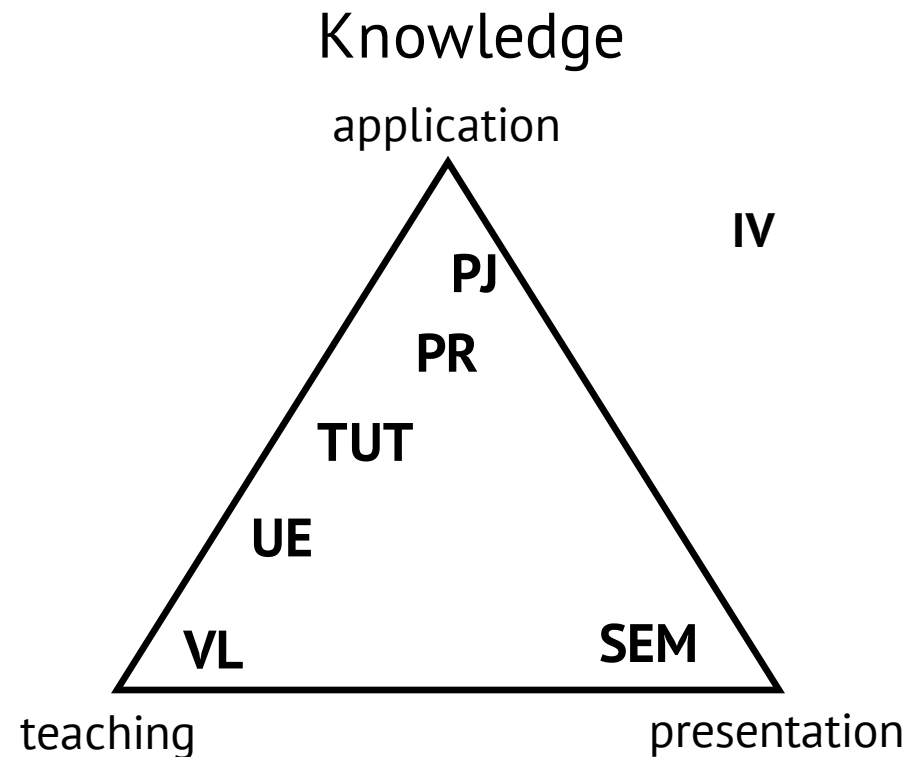 Knowledge
application
IV
PJ
PR
TUT
UE
VL
SEM
teaching
presentation